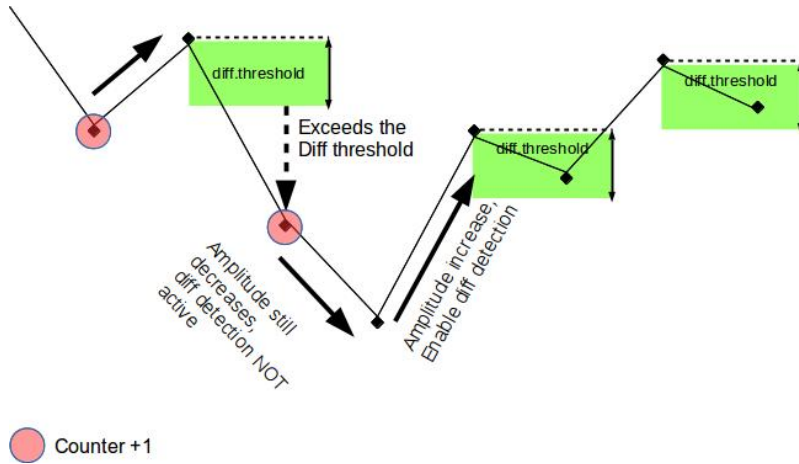 diff.threshold
Exceeds the
Diff threshold
Amplitude still
decreases,
diff detection NOT
active
Amplitude increase,
Enable diff detection
diff.threshold
diff.threshold
Counter +1